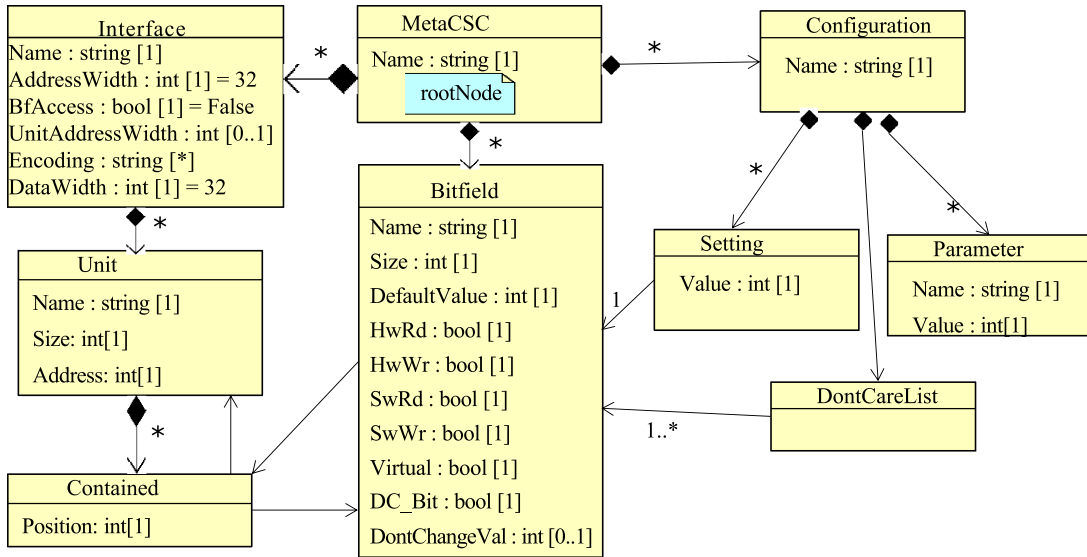 Interface
Name : string [1]
AddressWidth : int [1] = 32
BfAccess : bool [1] = False
UnitAddressWidth : int [0..1]
Encoding : string [*]
DataWidth : int [1] = 32
*
MetaCSC
Name : string [1]
rootNode
*
Configuration
Name : string [1]
*
*
Unit
Name : string [1]
Size: int[1]
Address: int[1]
*
Contained
Position: int[1]
*
Bitfield
Name : string [1]
Size : int [1]
DefaultValue : int [1]
HwRd : bool [1]
HwWr : bool [1]
SwRd : bool [1]
SwWr : bool [1]
Virtual : bool [1]
DC_Bit : bool [1]
DontChangeVal : int [0..1]
*
Setting
Value : int [1]
1
*
Parameter
Name : string [1]
Value : int[1]
DontCareList
1..*